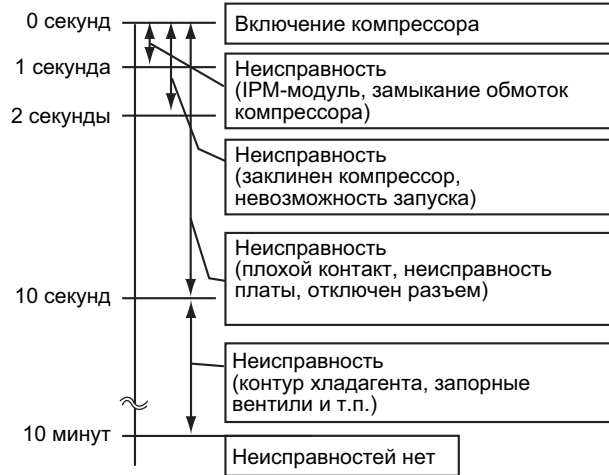 0 секунд
Включение компрессора
1 секунда
Неисправность
(IPM-модуль, замыкание обмоток
компрессора)
2 секунды
Неисправность
(заклинен компрессор,
невозможность запуска)
Неисправность
(плохой контакт, неисправность
платы, отключен разъем)
10 секунд
Неисправность
(контур хладагента, запорные
вентили и т.п.)
10 минут
Неисправностей нет